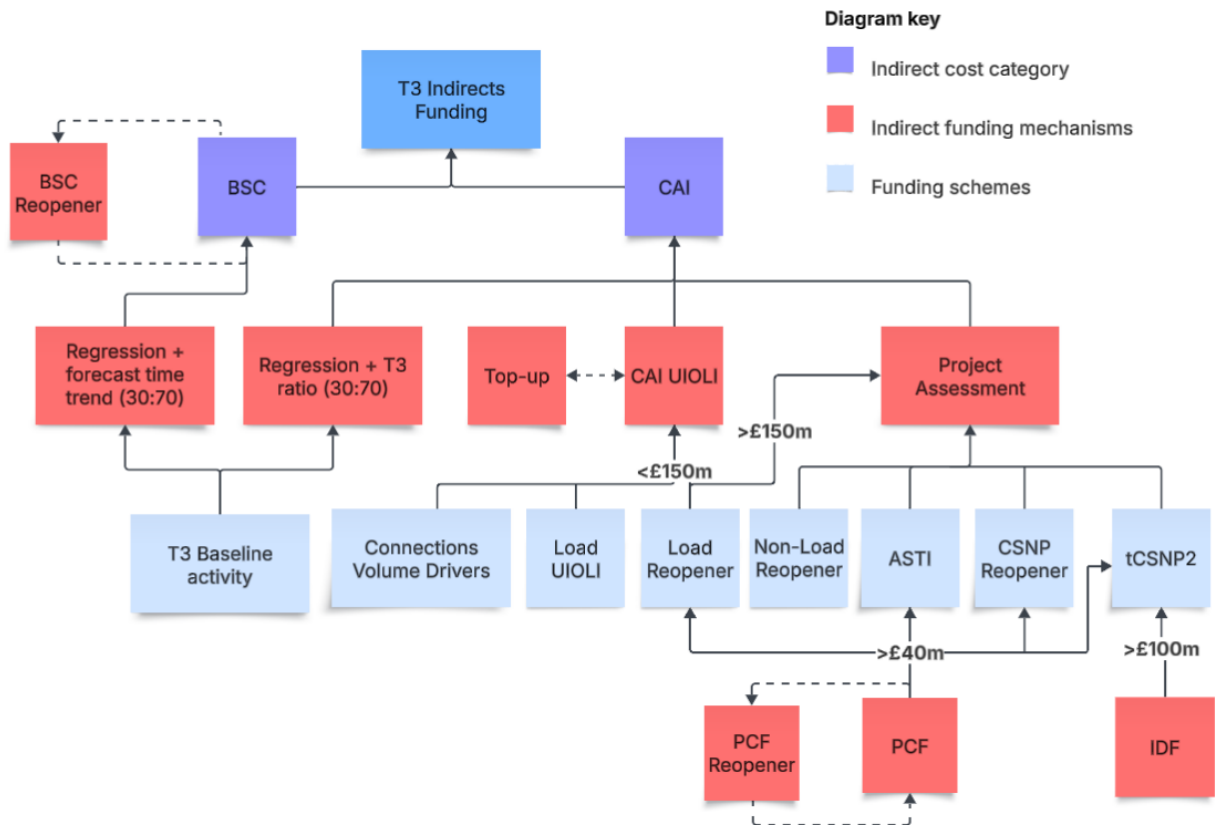 Diagram key
Indirect cost category
Indirect funding mechanisms
Funding schemes
T3 Indirects
Funding
BSC
Reopener
BSC
CAI
Regression +
forecast time
trend (30:70)
Regression + T3
ratio (30:70)
Top-up
CAI UIOLI
Project
Assessment
>£150m
<£150m
T3 Baseline
activity
Connections
Volume Drivers
Load
UIOLI
Load
Reopener
Non-Load
Reopener
ASTI
CSNP
Reopener
tCSNP2
>£40m
>£100m
PCF
Reopener
PCF
IDF